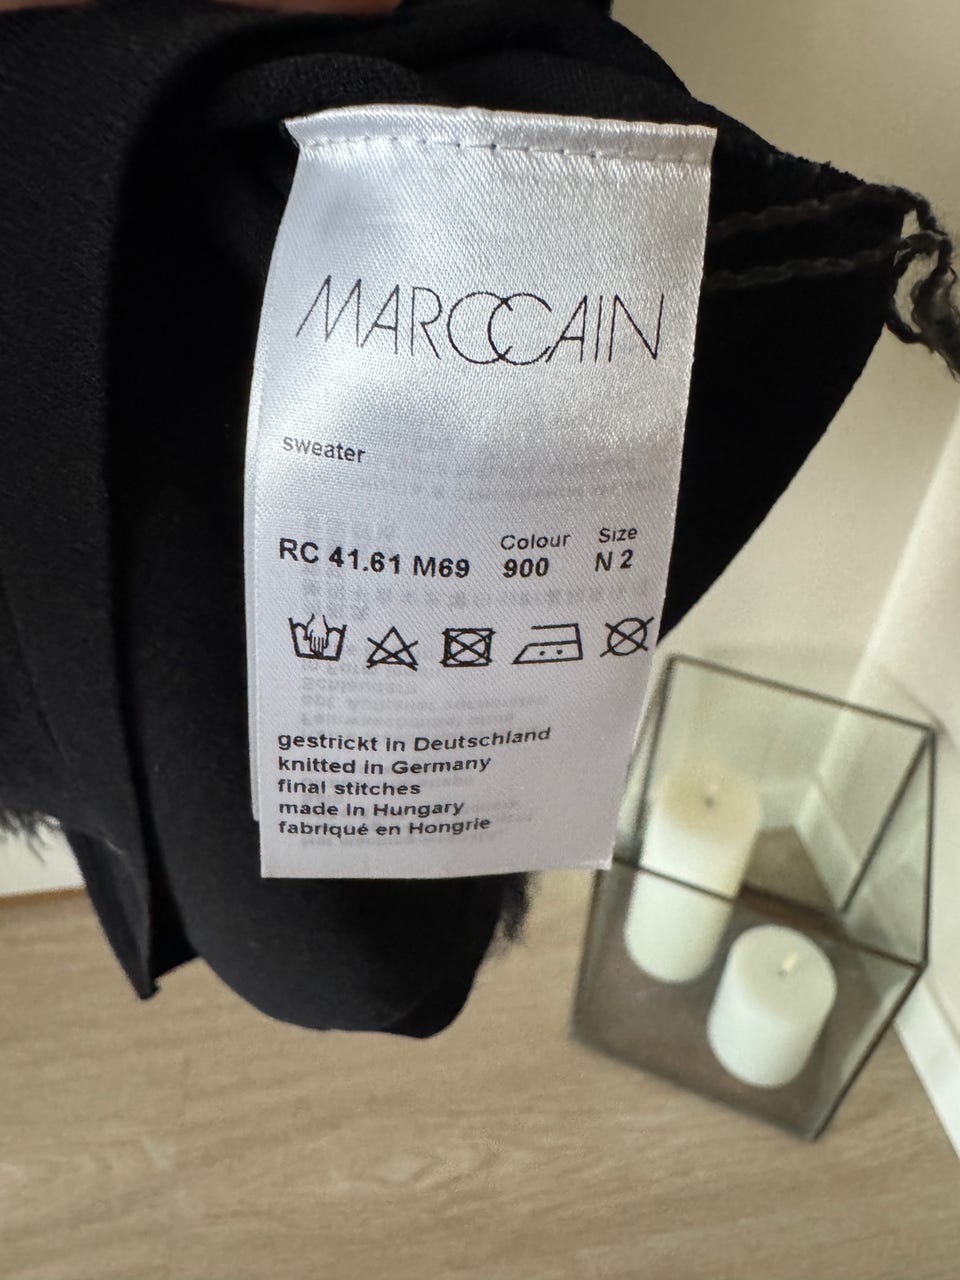 MARCCAIN
sweater
Colour Size
RC 41.61 M69 900 N 2
gestrickt in Deutschland
knitted in Germany
final stitches
made in Hungary
fabriqué en Hongrie